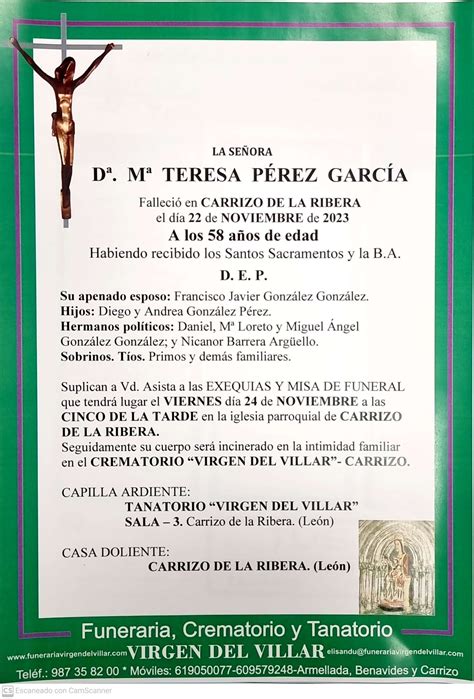 LA SEÑORA
Dª. Mª TERESA PÉREZ GARCÍA
Falleció en CARRIZO DE LA RIBERA
el día 22 de NOVIEMBRE de 2023
A los 58 años de edad
Habiendo recibido los Santos Sacramentos y la B.A.
D. E. P.
Su apenado esposo: Francisco Javier González González.
Hijos: Diego y Andrea González Pérez.
Hermanos políticos: Daniel, Mª Loreto y Miguel Ángel
González González; y Nicanor Barrera Argüello.
Sobrinos. Tíos. Primos y demás familiares.
Suplican a Vd. Asista a las EXEQUIAS Y MISA DE FUNERAL
que tendrá lugar el VIERNES día 24 de NOVIEMBRE a las
CINCO DE LA TARDE en la iglesia parroquial de CARRIZO
DE LA RIBERA.
Seguidamente su cuerpo será incinerado en la intimidad familiar
en el CREMATORIO “VIRGEN DEL VILLAR”- CARRIZO.
CAPILLA ARDIENTE:
TANATORIO “VIRGEN DEL VILLAR”
SALA – 3. Carrizo de la Ribera. (León)
CASA DOLIENTE:
CARRIZO DE LA RIBERA. (León)
Funeraria, Crematorio y Tanatorio
www.funerariavirgendelvillar.com VIRGEN DEL VILLAR elisandu@funerariavirgendelvillar.com
Teléf.: 987 35 82 00 * Móviles: 619050077-609579248-Armellada, Benavides y Carrizo
CS Escaneado con CamScanner